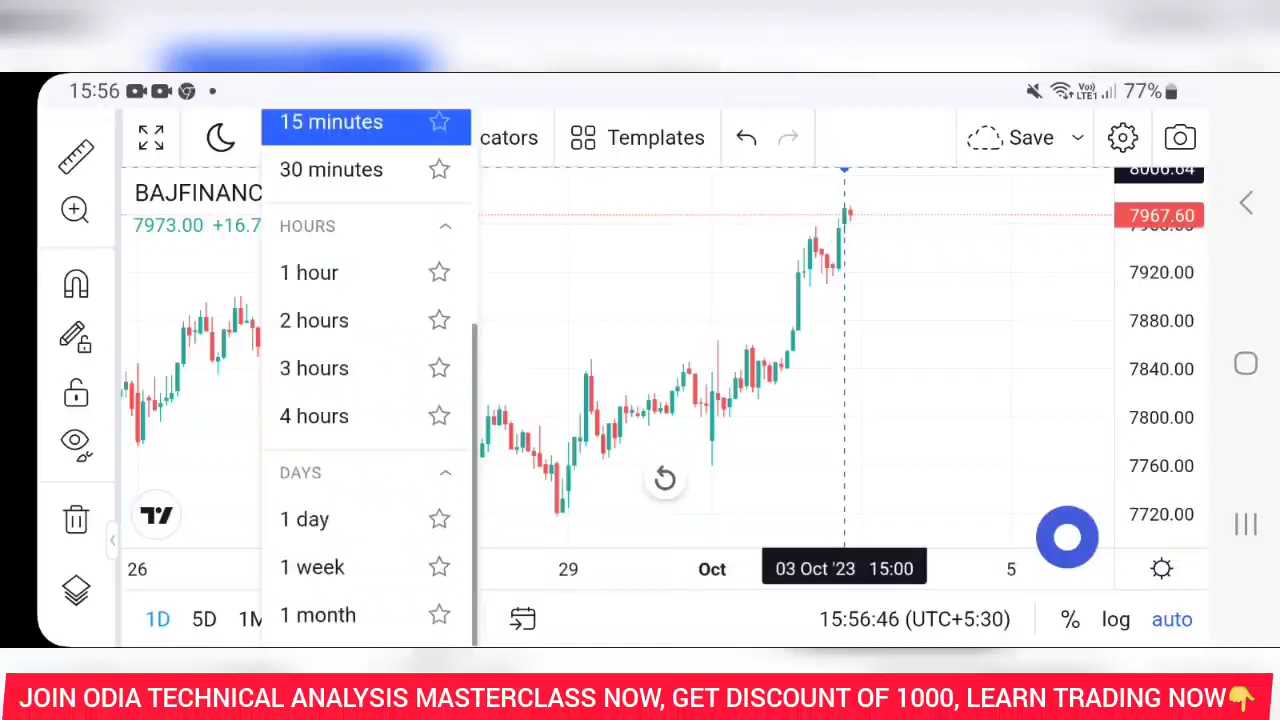 15:56
Vo)) LTE1 77%
15 minutes
cators
Templates
Save
30 minutes
BAJFINANC
7973.00 +16.7
HOURS
1 hour
2 hours
3 hours
4 hours
DAYS
1 day
1 week
1 month
8006.64
7967.60
7920.00
7880.00
7840.00
7800.00
7760.00
7720.00
26
29
Oct
03 Oct '23 15:00
5
1D 5D 1M
15:56:46 (UTC+5:30)
% log auto
JOIN ODIA TECHNICAL ANALYSIS MASTERCLASS NOW, GET DISCOUNT OF 1000, LEARN TRADING NOW👇